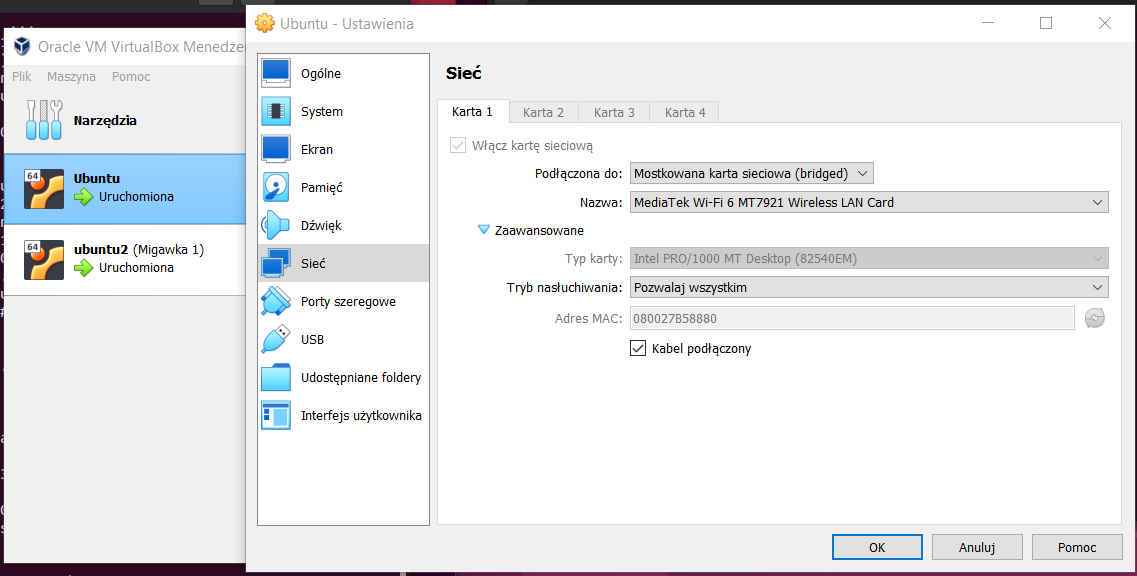 Ubuntu - Ustawienia
Oracle VM VirtualBox Menedże
Plik Maszyna Pomoc
Narzędzia
64 Ubuntu
Uruchomiona
64 ubuntu2 (Migawka 1)
Uruchomiona
Ogólne
System
Ekran
Pamięć
Dźwięk
Sieć
Porty szeregowe
USB
Udostępniane foldery
Interfejs użytkownika
Sieć
Karta 1 Karta 2 Karta 3 Karta 4
Włącz kartę sieciową
Podłączona do: Mostkowana karta sieciowa (bridged)
Nazwa: MediaTek Wi-Fi 6 MT7921 Wireless LAN Card
Zaawansowane
Typ karty: Intel PRO/1000 MT Desktop (82540EM)
Tryb nasłuchiwania: Pozwalaj wszystkim
Adres MAC: 080027B58880
Kabel podłączony
OK Anuluj Pomoc